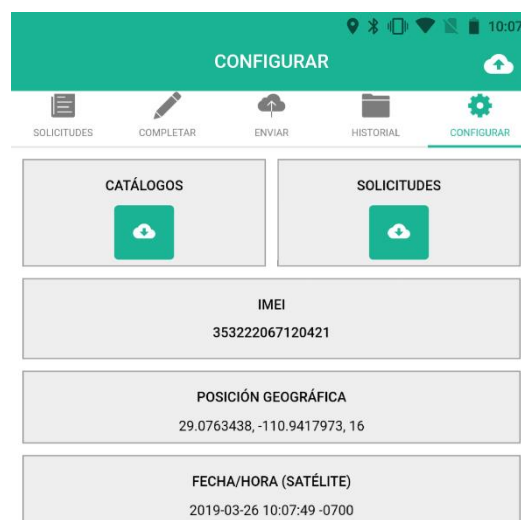 10:07
CONFIGURAR
SOLICITUDES COMPLETAR ENVIAR HISTORIAL CONFIGURAR
CATÁLOGOS SOLICITUDES
IMEI
353222067120421
POSICIÓN GEOGRÁFICA
29.0763438, -110.9417973, 16
FECHA/HORA (SATÉLITE)
2019-03-26 10:07:49 -0700